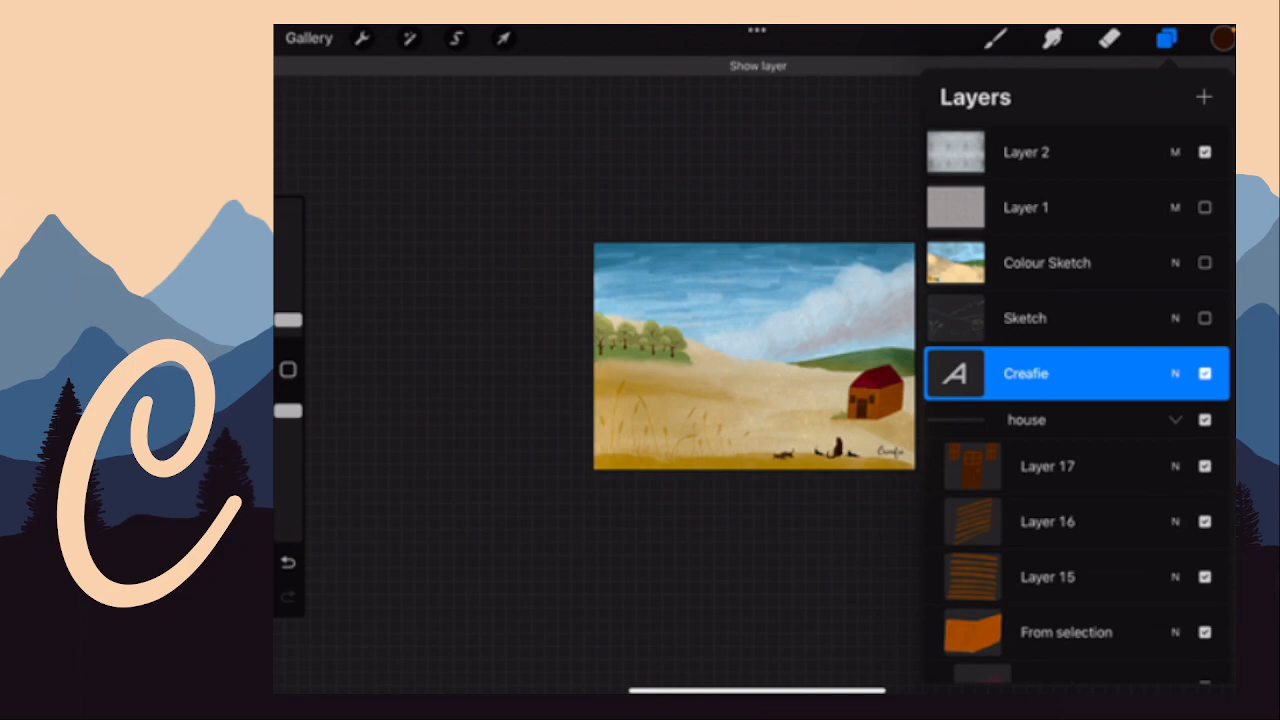 Gallery
Show layer
Layers
Layer 2 M
Layer 1 M
Colour Sketch N
Sketch N
A Creafie N
house
Layer 17 N
Layer 16 N
Layer 15 N
From selection N
C
Creafie